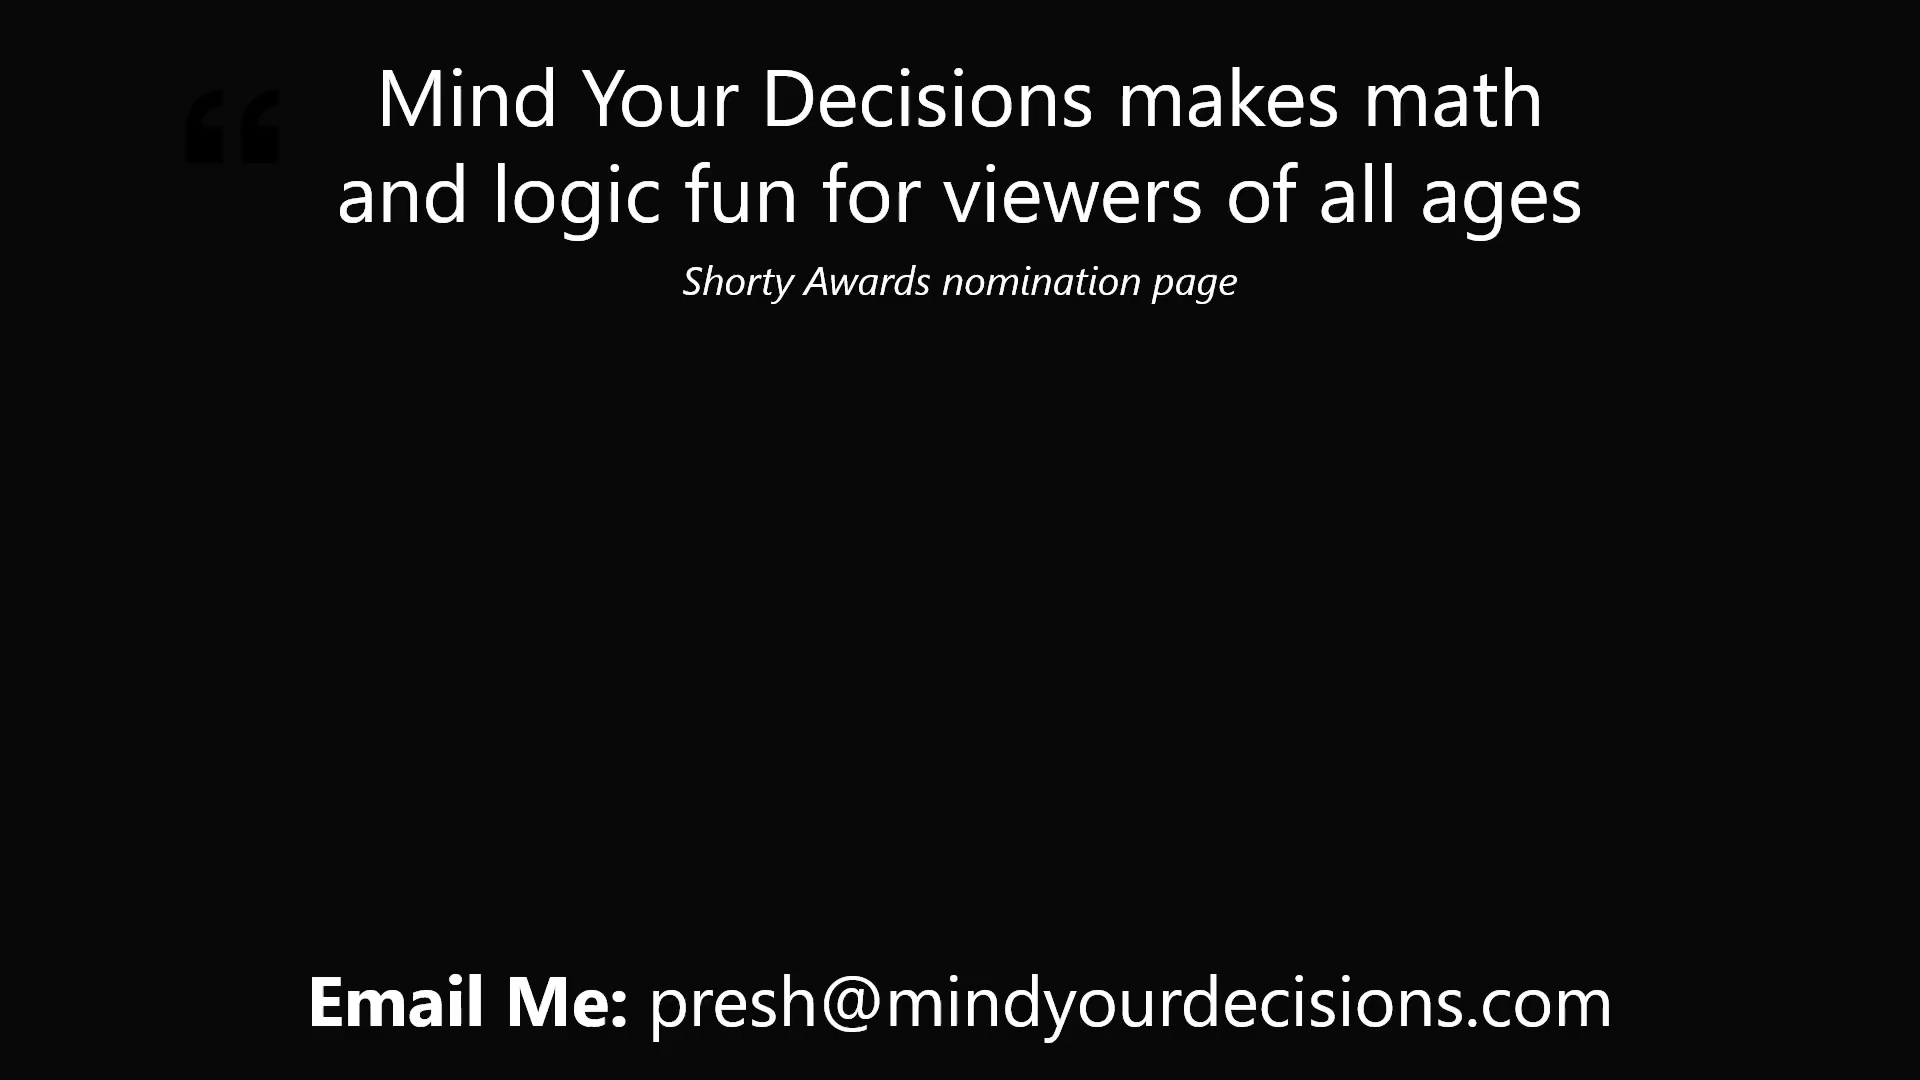 “
Mind Your Decisions makes math
and logic fun for viewers of all ages
Shorty Awards nomination page
Email Me: presh@mindyourdecisions.com